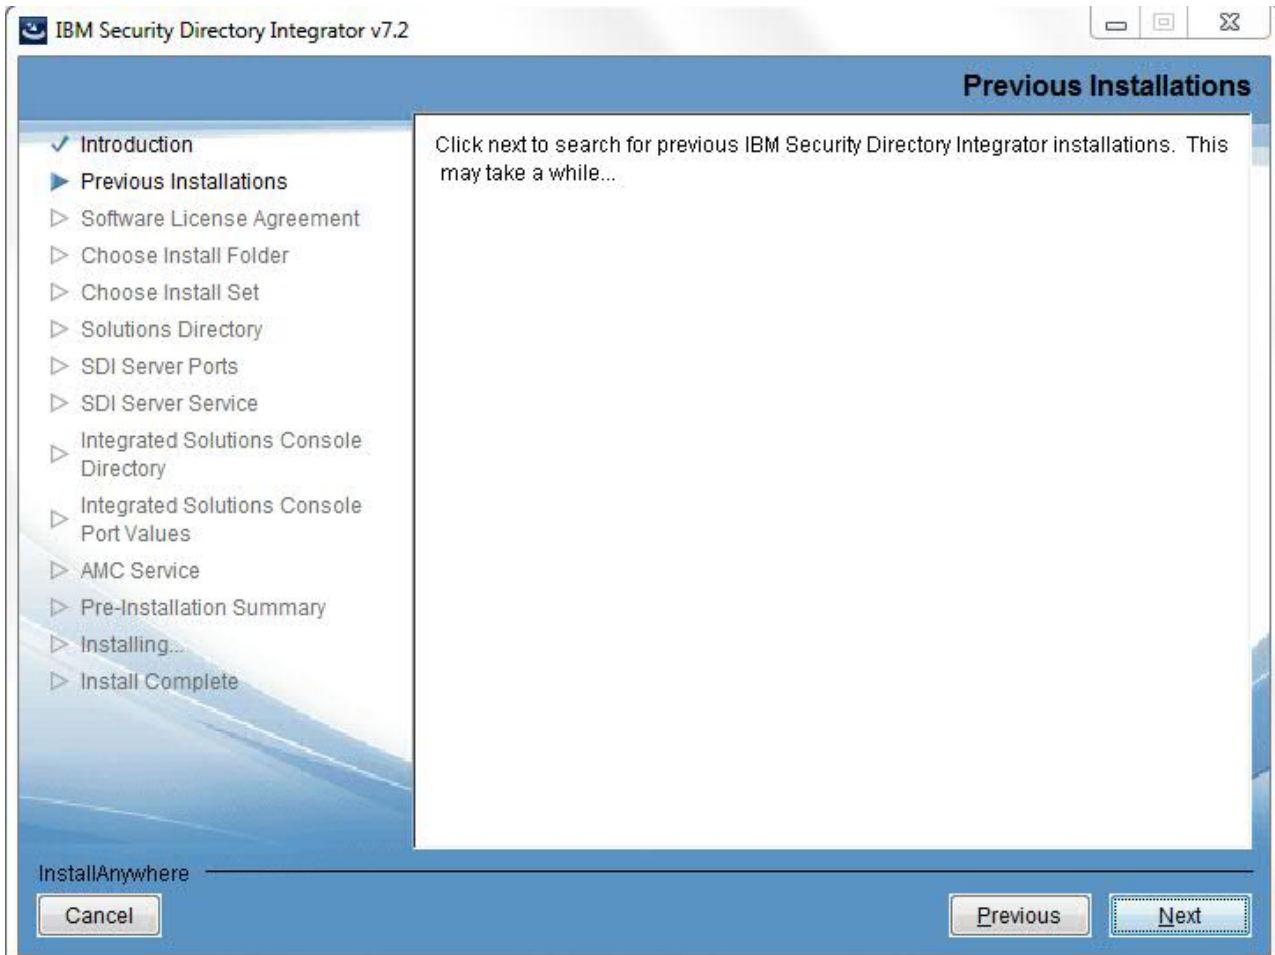 IBM Security Directory Integrator v7.2
Previous Installations
Introduction
Previous Installations
Software License Agreement
Choose Install Folder
Choose Install Set
Solutions Directory
SDI Server Ports
SDI Server Service
Integrated Solutions Console
Directory
Integrated Solutions Console
Port Values
AMC Service
Pre-Installation Summary
Installing...
Install Complete
Click next to search for previous IBM Security Directory Integrator installations.  This
may take a while...
InstallAnywhere
Cancel
Previous
Next